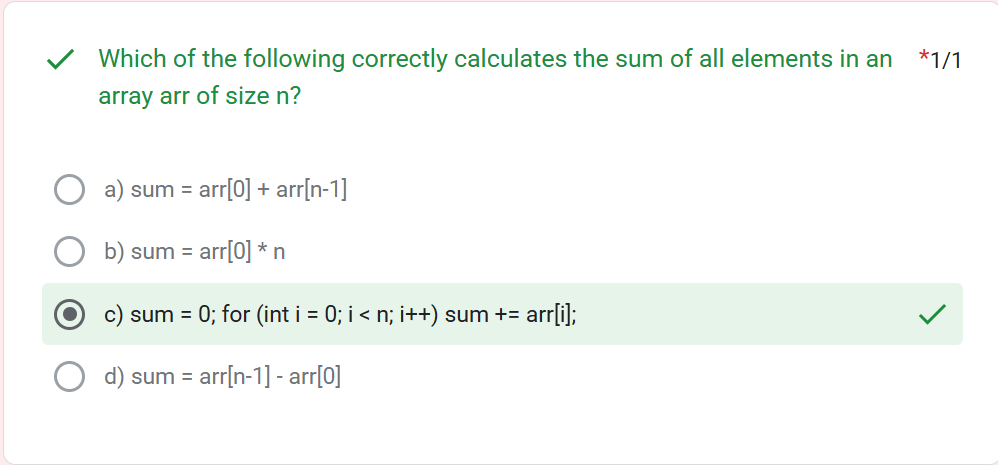 Which of the following correctly calculates the sum of all elements in an *1/1
array arr of size n?
a) sum = arr[0] + arr[n-1]
b) sum = arr[0] * n
c) sum = 0; for (int i = 0; i < n; i++) sum += arr[i];
d) sum = arr[n-1] - arr[0]